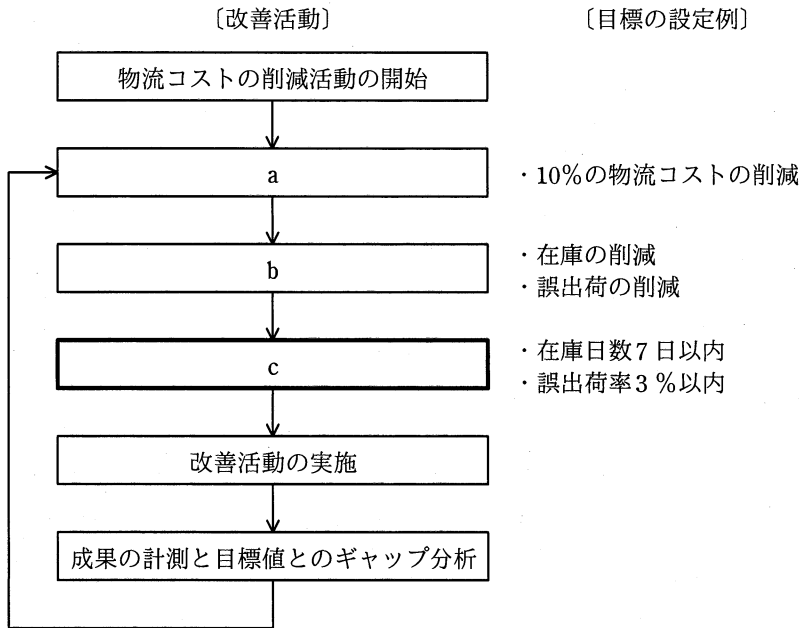 〔改善活動〕 〔目標の設定例〕
物流コストの削減活動の開始
a ・10%の物流コストの削減
b ・在庫の削減
・誤出荷の削減
c ・在庫日数7日以内
・誤出荷率3%以内
改善活動の実施
成果の計測と目標値とのギャップ分析